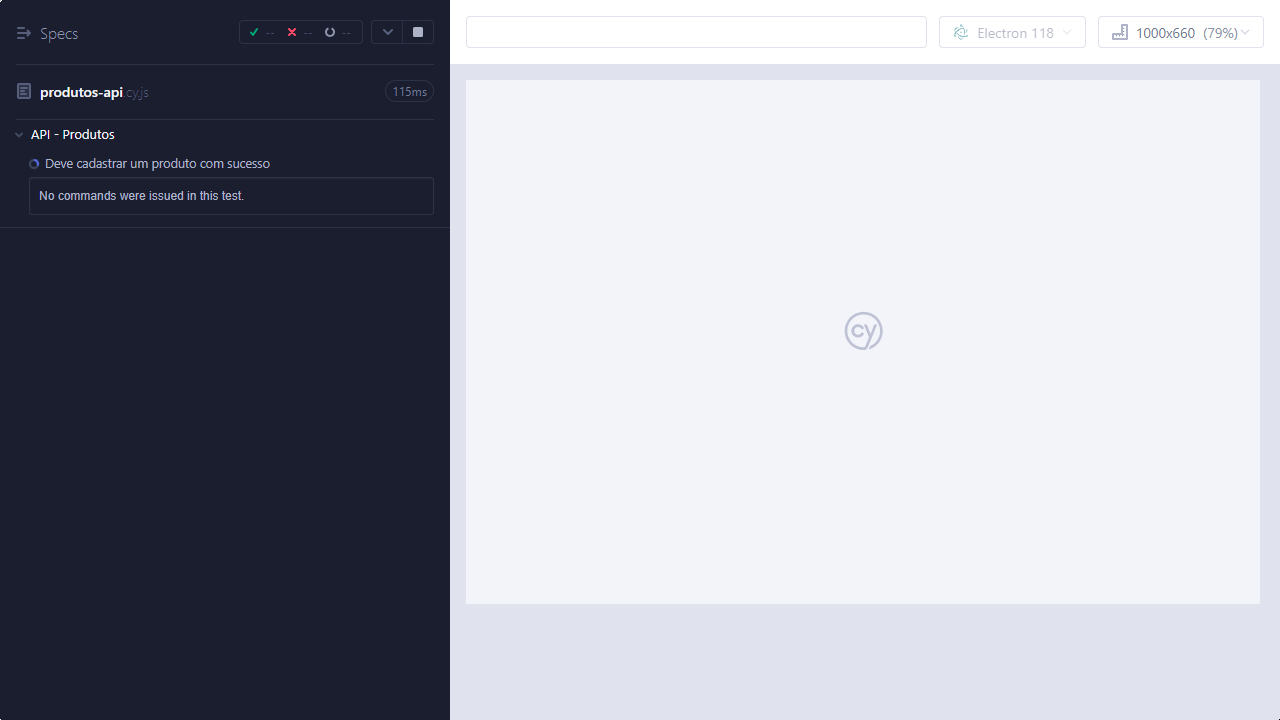 Specs
-- -- --
produtos-api.cy.js 115ms
API - Produtos
Deve cadastrar um produto com sucesso
No commands were issued in this test.
Electron 118
1000x660 (79%)
cy